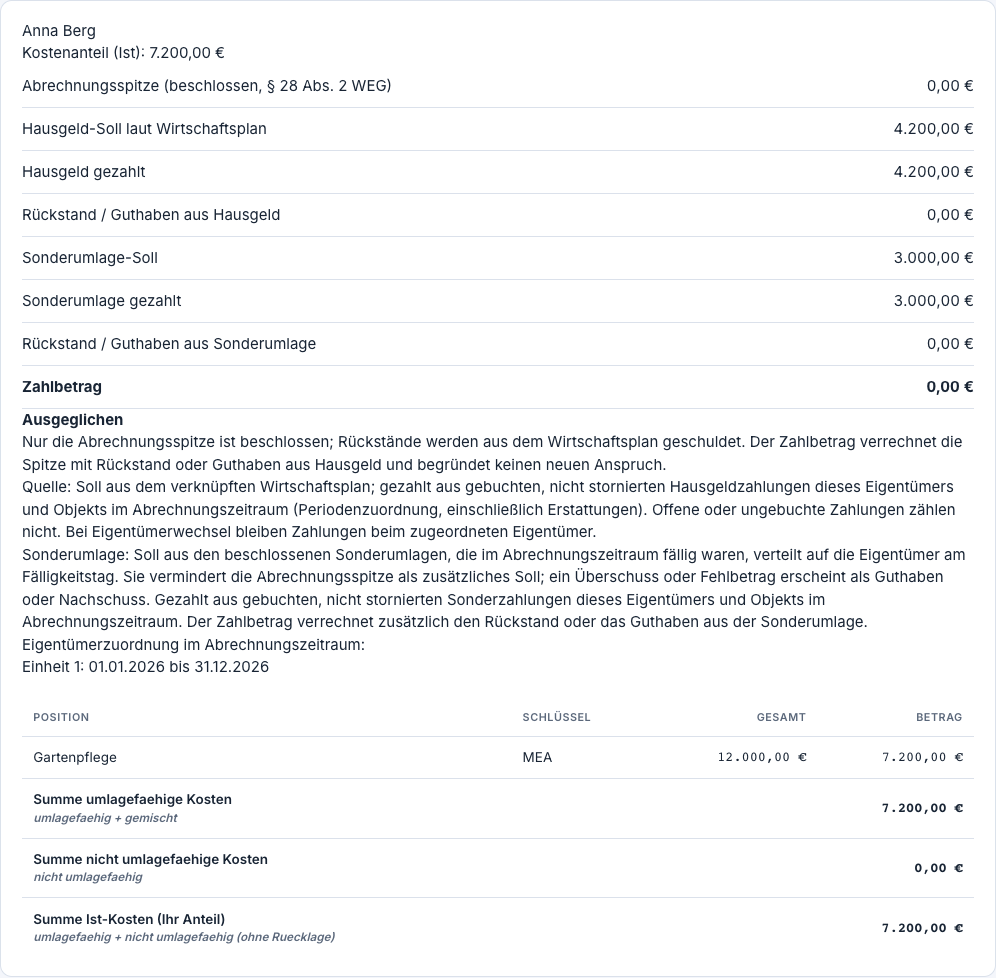 Anna Berg
Kostenanteil (Ist): 7.200,00 €
Abrechnungsspitze (beschlossen, § 28 Abs. 2 WEG) 0,00 €
Hausgeld-Soll laut Wirtschaftsplan 4.200,00 €
Hausgeld gezahlt 4.200,00 €
Rückstand / Guthaben aus Hausgeld 0,00 €
Sonderumlage-Soll 3.000,00 €
Sonderumlage gezahlt 3.000,00 €
Rückstand / Guthaben aus Sonderumlage 0,00 €
Zahlbetrag 0,00 €
Ausgeglichen
Nur die Abrechnungsspitze ist beschlossen; Rückstände werden aus dem Wirtschaftsplan geschuldet. Der Zahlbetrag verrechnet die
Spitze mit Rückstand oder Guthaben aus Hausgeld und begründet keinen neuen Anspruch.
Quelle: Soll aus dem verknüpften Wirtschaftsplan; gezahlt aus gebuchten, nicht stornierten Hausgeldzahlungen dieses Eigentümers
und Objekts im Abrechnungszeitraum (Periodenzuordnung, einschließlich Erstattungen). Offene oder ungebuchte Zahlungen zählen
nicht. Bei Eigentümerwechsel bleiben Zahlungen beim zugeordneten Eigentümer.
Sonderumlage: Soll aus den beschlossenen Sonderumlagen, die im Abrechnungszeitraum fällig waren, verteilt auf die Eigentümer am
Fälligkeitstag. Sie vermindert die Abrechnungsspitze als zusätzliches Soll; ein Überschuss oder Fehlbetrag erscheint als Guthaben
oder Nachschuss. Gezahlt aus gebuchten, nicht stornierten Sonderzahlungen dieses Eigentümers und Objekts im
Abrechnungszeitraum. Der Zahlbetrag verrechnet zusätzlich den Rückstand oder das Guthaben aus der Sonderumlage.
Eigentümerzuordnung im Abrechnungszeitraum:
Einheit 1: 01.01.2026 bis 31.12.2026
POSITION SCHLÜSSEL GESAMT BETRAG
Gartenpflege MEA 12.000,00 € 7.200,00 €
Summe umlagefaehige Kosten 7.200,00 €
umlagefaehig + gemischt
Summe nicht umlagefaehige Kosten 0,00 €
nicht umlagefaehig
Summe Ist-Kosten (Ihr Anteil) 7.200,00 €
umlagefaehig + nicht umlagefaehig (ohne Ruecklage)